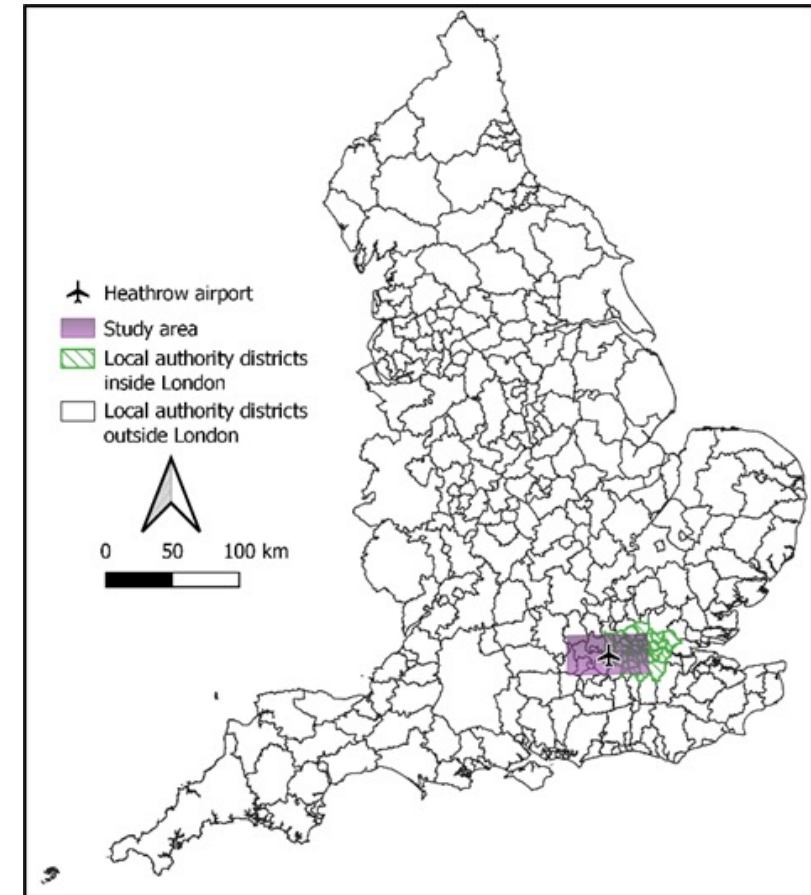 Heathrow airport
Study area
Local authority districts
inside London
Local authority districts
outside London
0 50 100 km